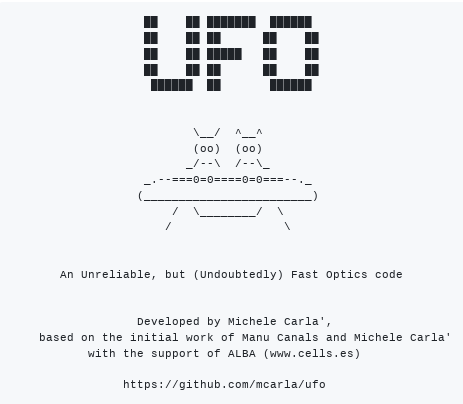 UFO
An Unreliable, but (Undoubtedly) Fast Optics code
Developed by Michele Carla',
based on the initial work of Manu Canals and Michele Carla'
with the support of ALBA (www.cells.es)
https://github.com/mcarla/ufo